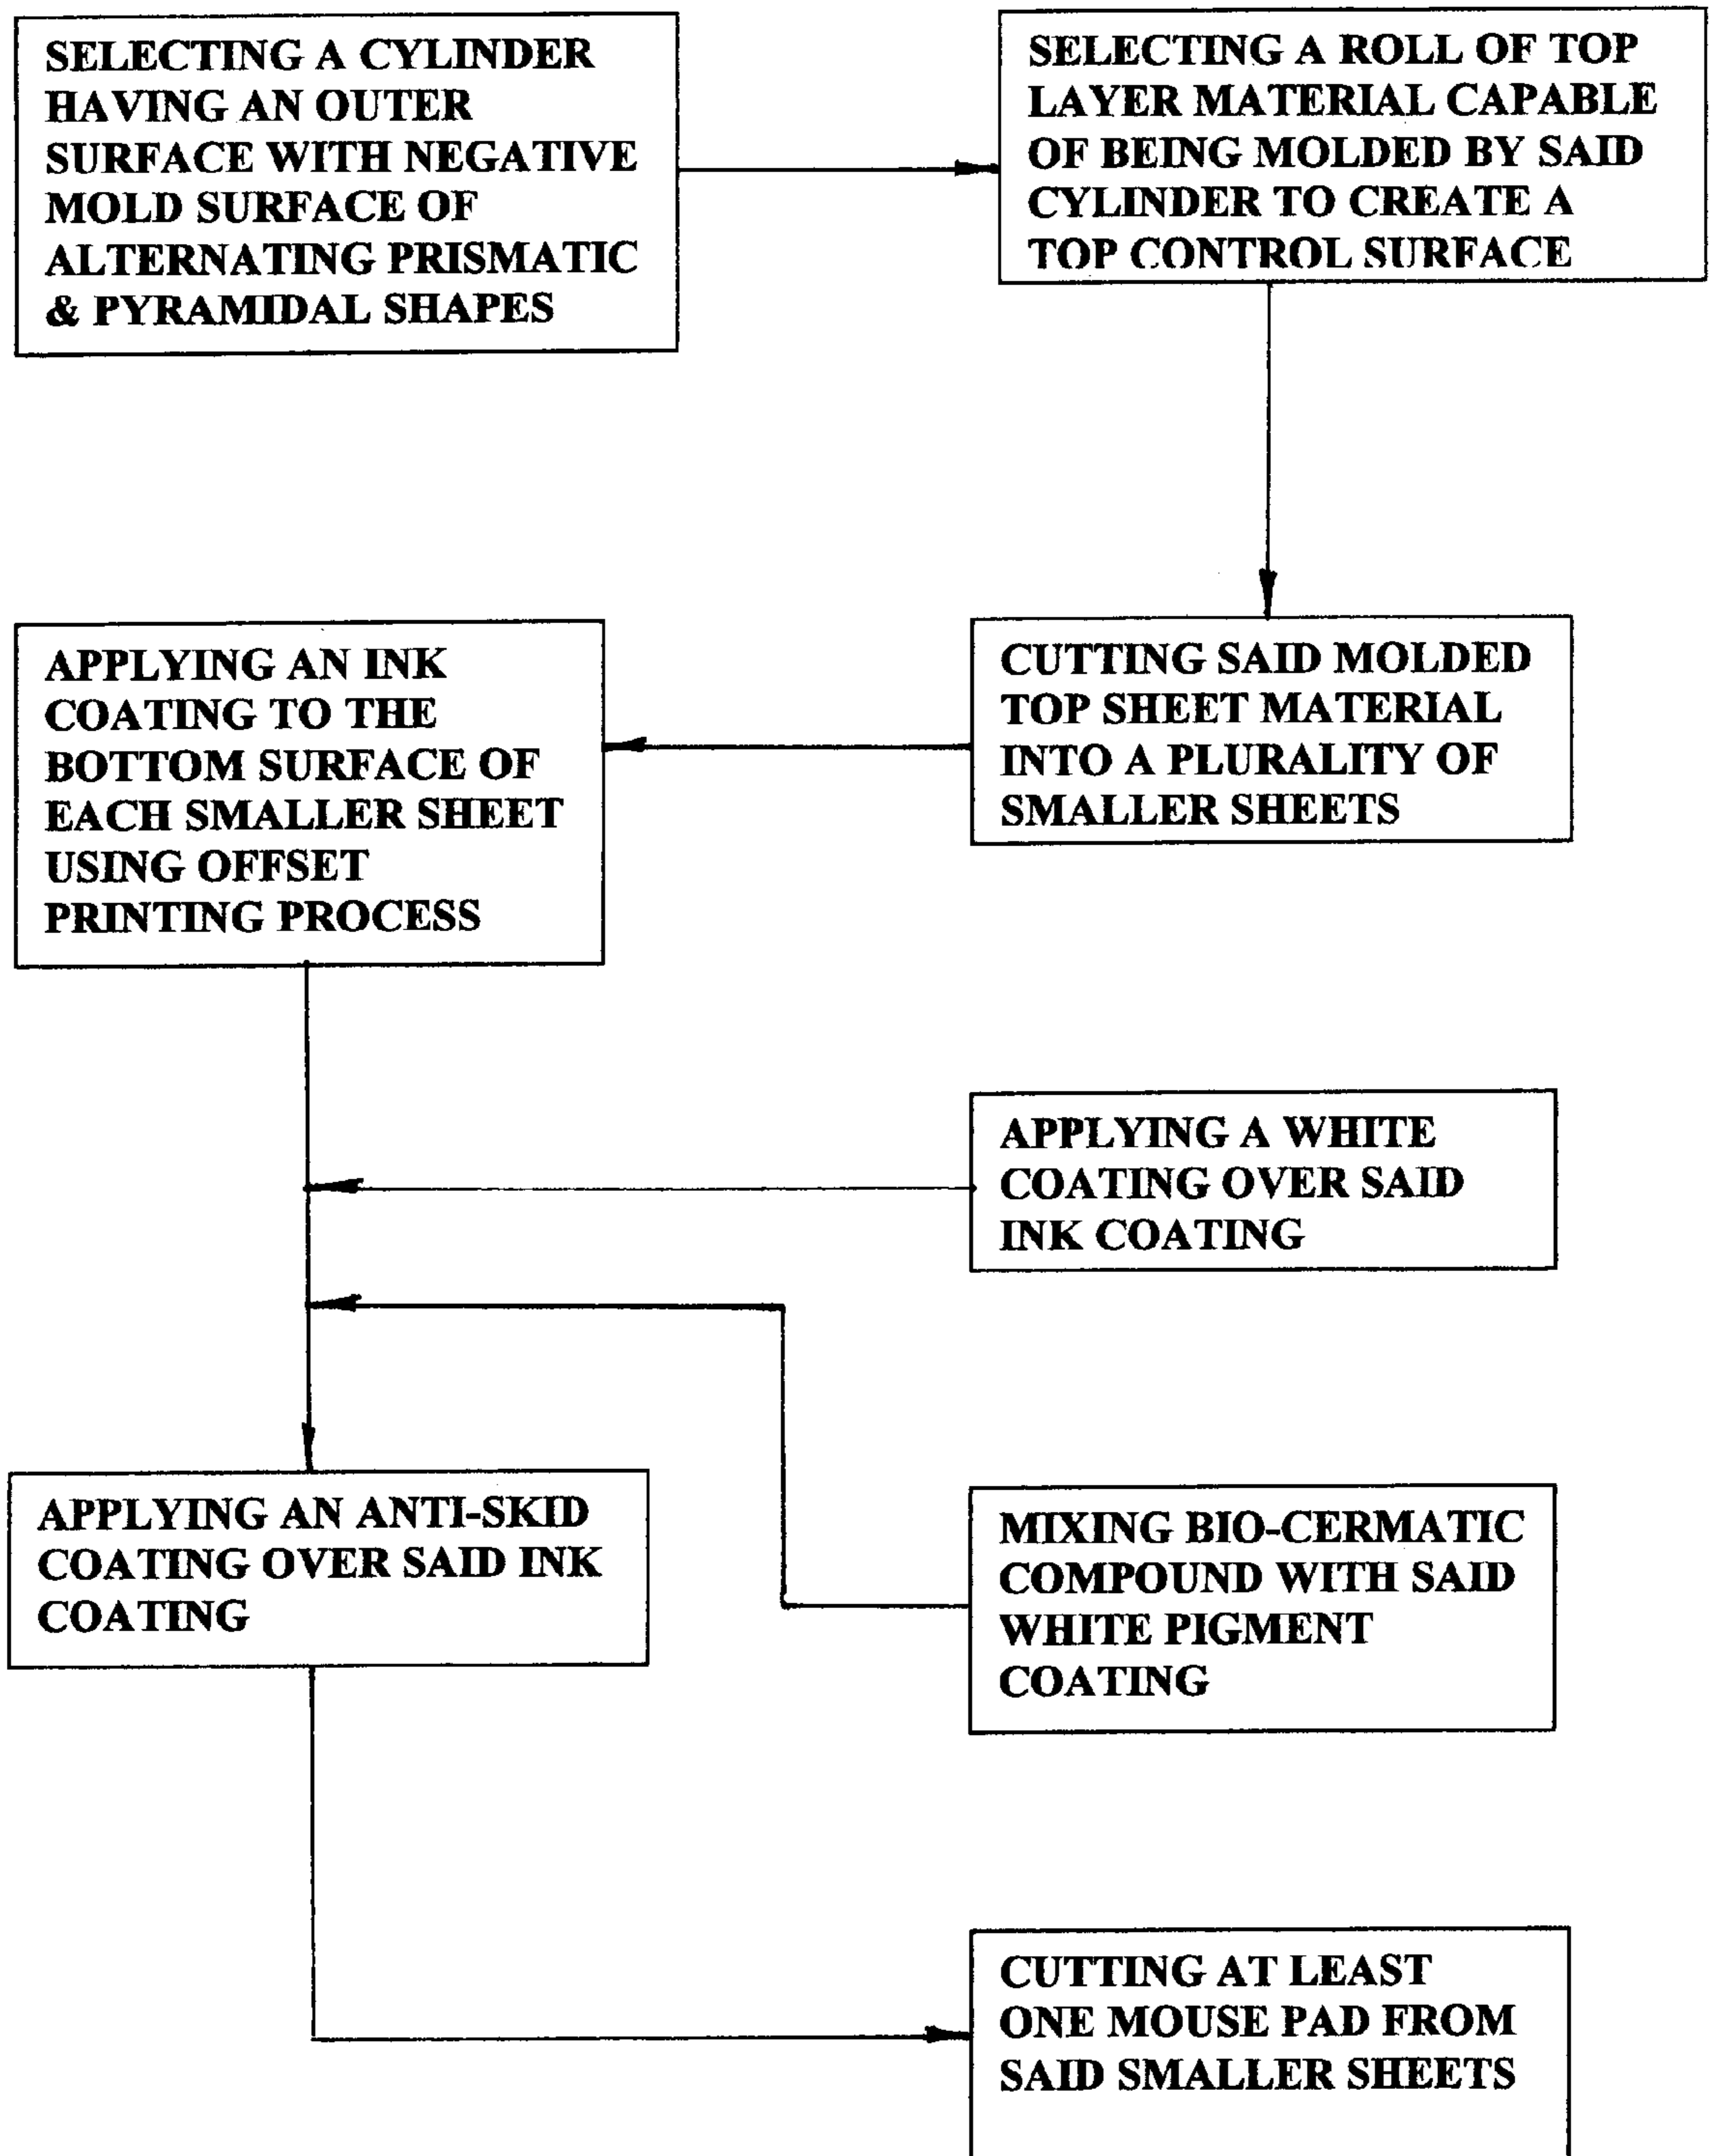 SELECTING A CYLINDER
HAVING AN OUTER
SURFACE WITH NEGATIVE
MOLD SURFACE OF
ALTERNATING PRISMATIC
& PYRAMIDAL SHAPES
SELECTING A ROLL OF TOP
LAYER MATERIAL CAPABLE
OF BEING MOLDED BY SAID
CYLINDER TO CREATE A
TOP CONTROL SURFACE
CUTTING SAID MOLDED
TOP SHEET MATERIAL
INTO A PLURALITY OF
SMALLER SHEETS
APPLYING AN INK
COATING TO THE
BOTTOM SURFACE OF
EACH SMALLER SHEET
USING OFFSET
PRINTING PROCESS
APPLYING A WHITE
COATING OVER SAID
INK COATING
MIXING BIO-CERMATIC
COMPOUND WITH SAID
WHITE PIGMENT
COATING
APPLYING AN ANTI-SKID
COATING OVER SAID INK
COATING
CUTTING AT LEAST
ONE MOUSE PAD FROM
SAID SMALLER SHEETS